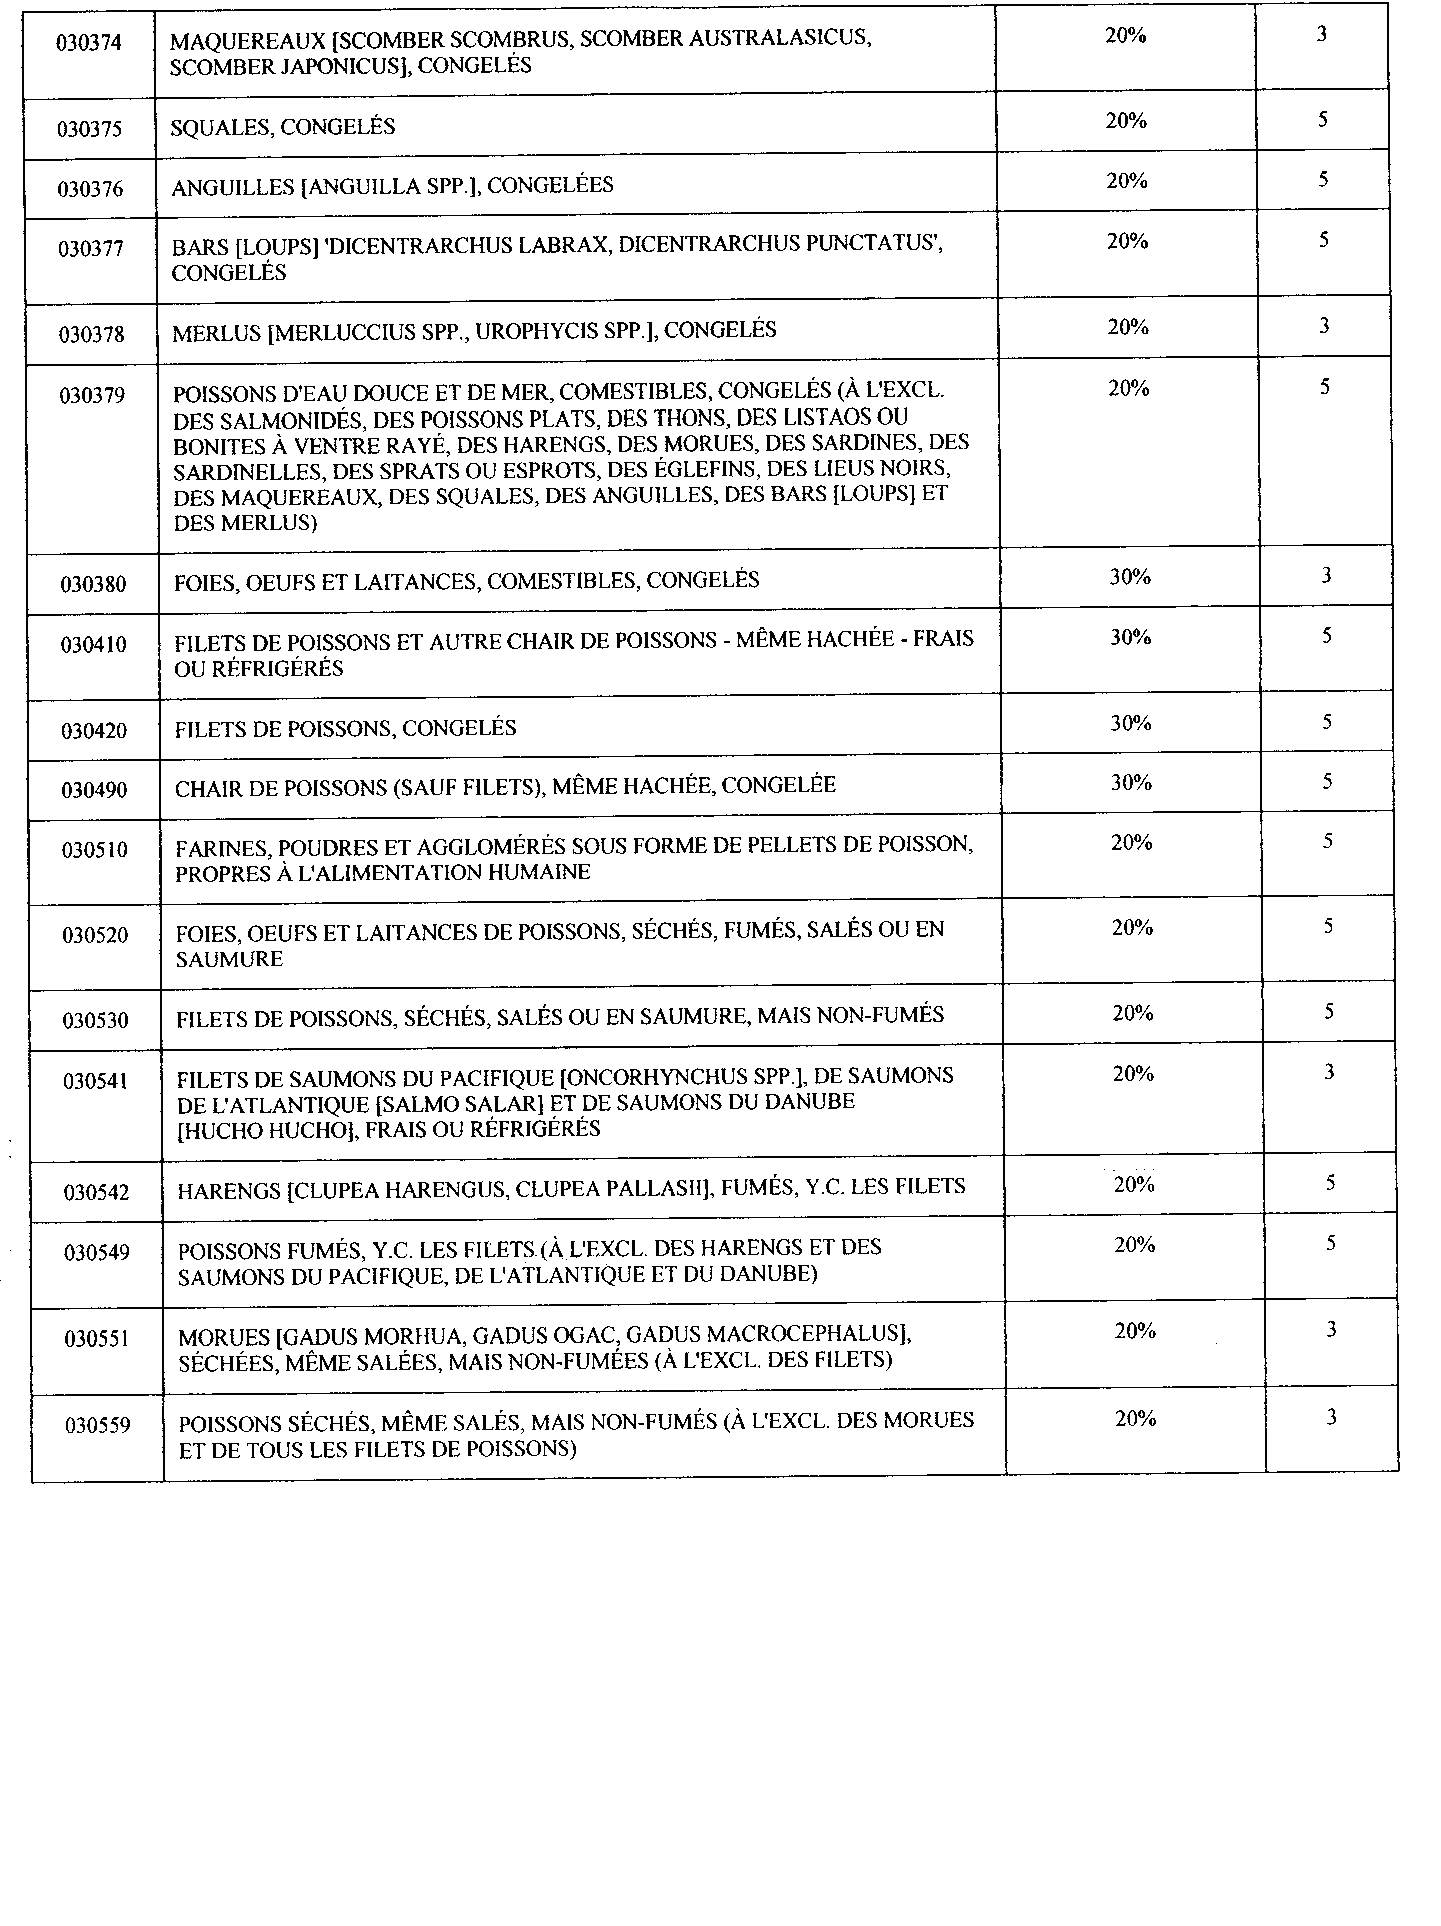 030374 MAQUEREAUX [SCOMBER SCOMBRUS, SCOMBER AUSTRALASICUS, 20% 3
SCOMBER JAPONICUS], CONGELÉS
030375 SQUALES, CONGELÉS 20% 5
030376 ANGUILLES [ANGUILLA SPP.], CONGELÉES 20% 5
030377 BARS [LOUPS] 'DICENTRARCHUS LABRAX, DICENTRARCHUS PUNCTATUS', 20% 5
CONGELÉS
030378 MERLUS [MERLUCCIUS SPP., UROPHYCIS SPP.], CONGELÉS 20% 3
030379 POISSONS D'EAU DOUCE ET DE MER, COMESTIBLES, CONGELÉS (À L'EXCL. 20% 5
DES SALMONIDÉS, DES POISSONS PLATS, DES THONS, DES LISTAOS OU
BONITES À VENTRE RAYÉ, DES HARENGS, DES MORUES, DES SARDINES, DES
SARDINELLES, DES SPRATS OU ESPROTS, DES ÉGLEFINS, DES LIEUS NOIRS,
DES MAQUEREAUX, DES SQUALES, DES ANGUILLES, DES BARS [LOUPS] ET
DES MERLUS)
030380 FOIES, OEUFS ET LAITANCES, COMESTIBLES, CONGELÉS 30% 3
030410 FILETS DE POISSONS ET AUTRE CHAIR DE POISSONS - MÊME HACHÉE - FRAIS 30% 5
OU RÉFRIGÉRÉS
030420 FILETS DE POISSONS, CONGELÉS 30% 5
030490 CHAIR DE POISSONS (SAUF FILETS), MÊME HACHÉE, CONGELÉE 30% 5
030510 FARINES, POUDRES ET AGGLOMÉRÉS SOUS FORME DE PELLETS DE POISSON, 20% 5
PROPRES À L'ALIMENTATION HUMAINE
030520 FOIES, OEUFS ET LAITANCES DE POISSONS, SÉCHÉS, FUMÉS, SALÉS OU EN 20% 5
SAUMURE
030530 FILETS DE POISSONS, SÉCHÉS, SALÉS OU EN SAUMURE, MAIS NON-FUMÉS 20% 5
030541 FILETS DE SAUMONS DU PACIFIQUE [ONCORHYNCHUS SPP.], DE SAUMONS 20% 3
DE L'ATLANTIQUE [SALMO SALAR] ET DE SAUMONS DU DANUBE
[HUCHO HUCHO], FRAIS OU RÉFRIGÉRÉS
030542 HARENGS [CLUPEA HARENGUS, CLUPEA PALLASII], FUMÉS, Y.C. LES FILETS 20% 5
030549 POISSONS FUMÉS, Y.C. LES FILETS (À L'EXCL. DES HARENGS ET DES 20% 5
SAUMONS DU PACIFIQUE, DE L'ATLANTIQUE ET DU DANUBE)
030551 MORUES [GADUS MORHUA, GADUS OGAC, GADUS MACROCEPHALUS], 20% 3
SÉCHÉES, MÊME SALÉES, MAIS NON-FUMÉES (À L'EXCL. DES FILETS)
030559 POISSONS SÉCHÉS, MÊME SALÉS, MAIS NON-FUMÉS (À L'EXCL. DES MORUES 20% 3
ET DE TOUS LES FILETS DE POISSONS)